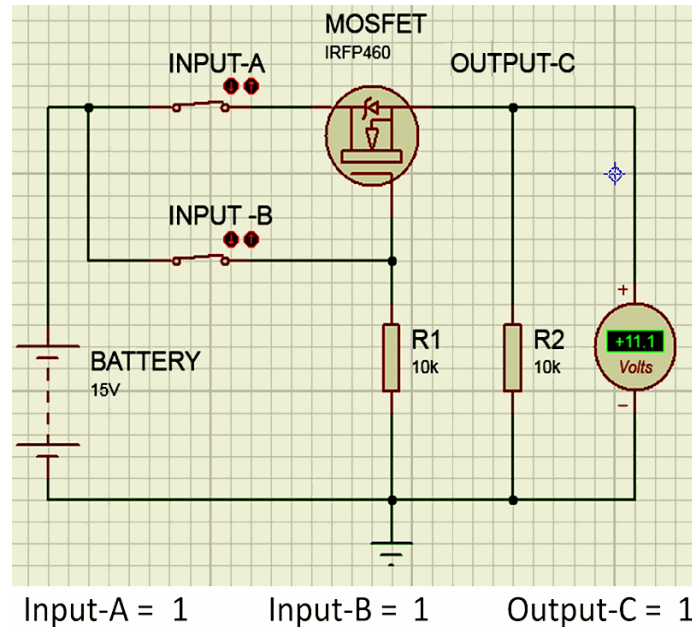 MOSFET
IRFP460
INPUT-A
OUTPUT-C
INPUT -B
+
R1
10k
R2
10k
+11.1
Volts
BATTERY
15V
−
Input-A = 1 Input-B = 1 Output-C = 1